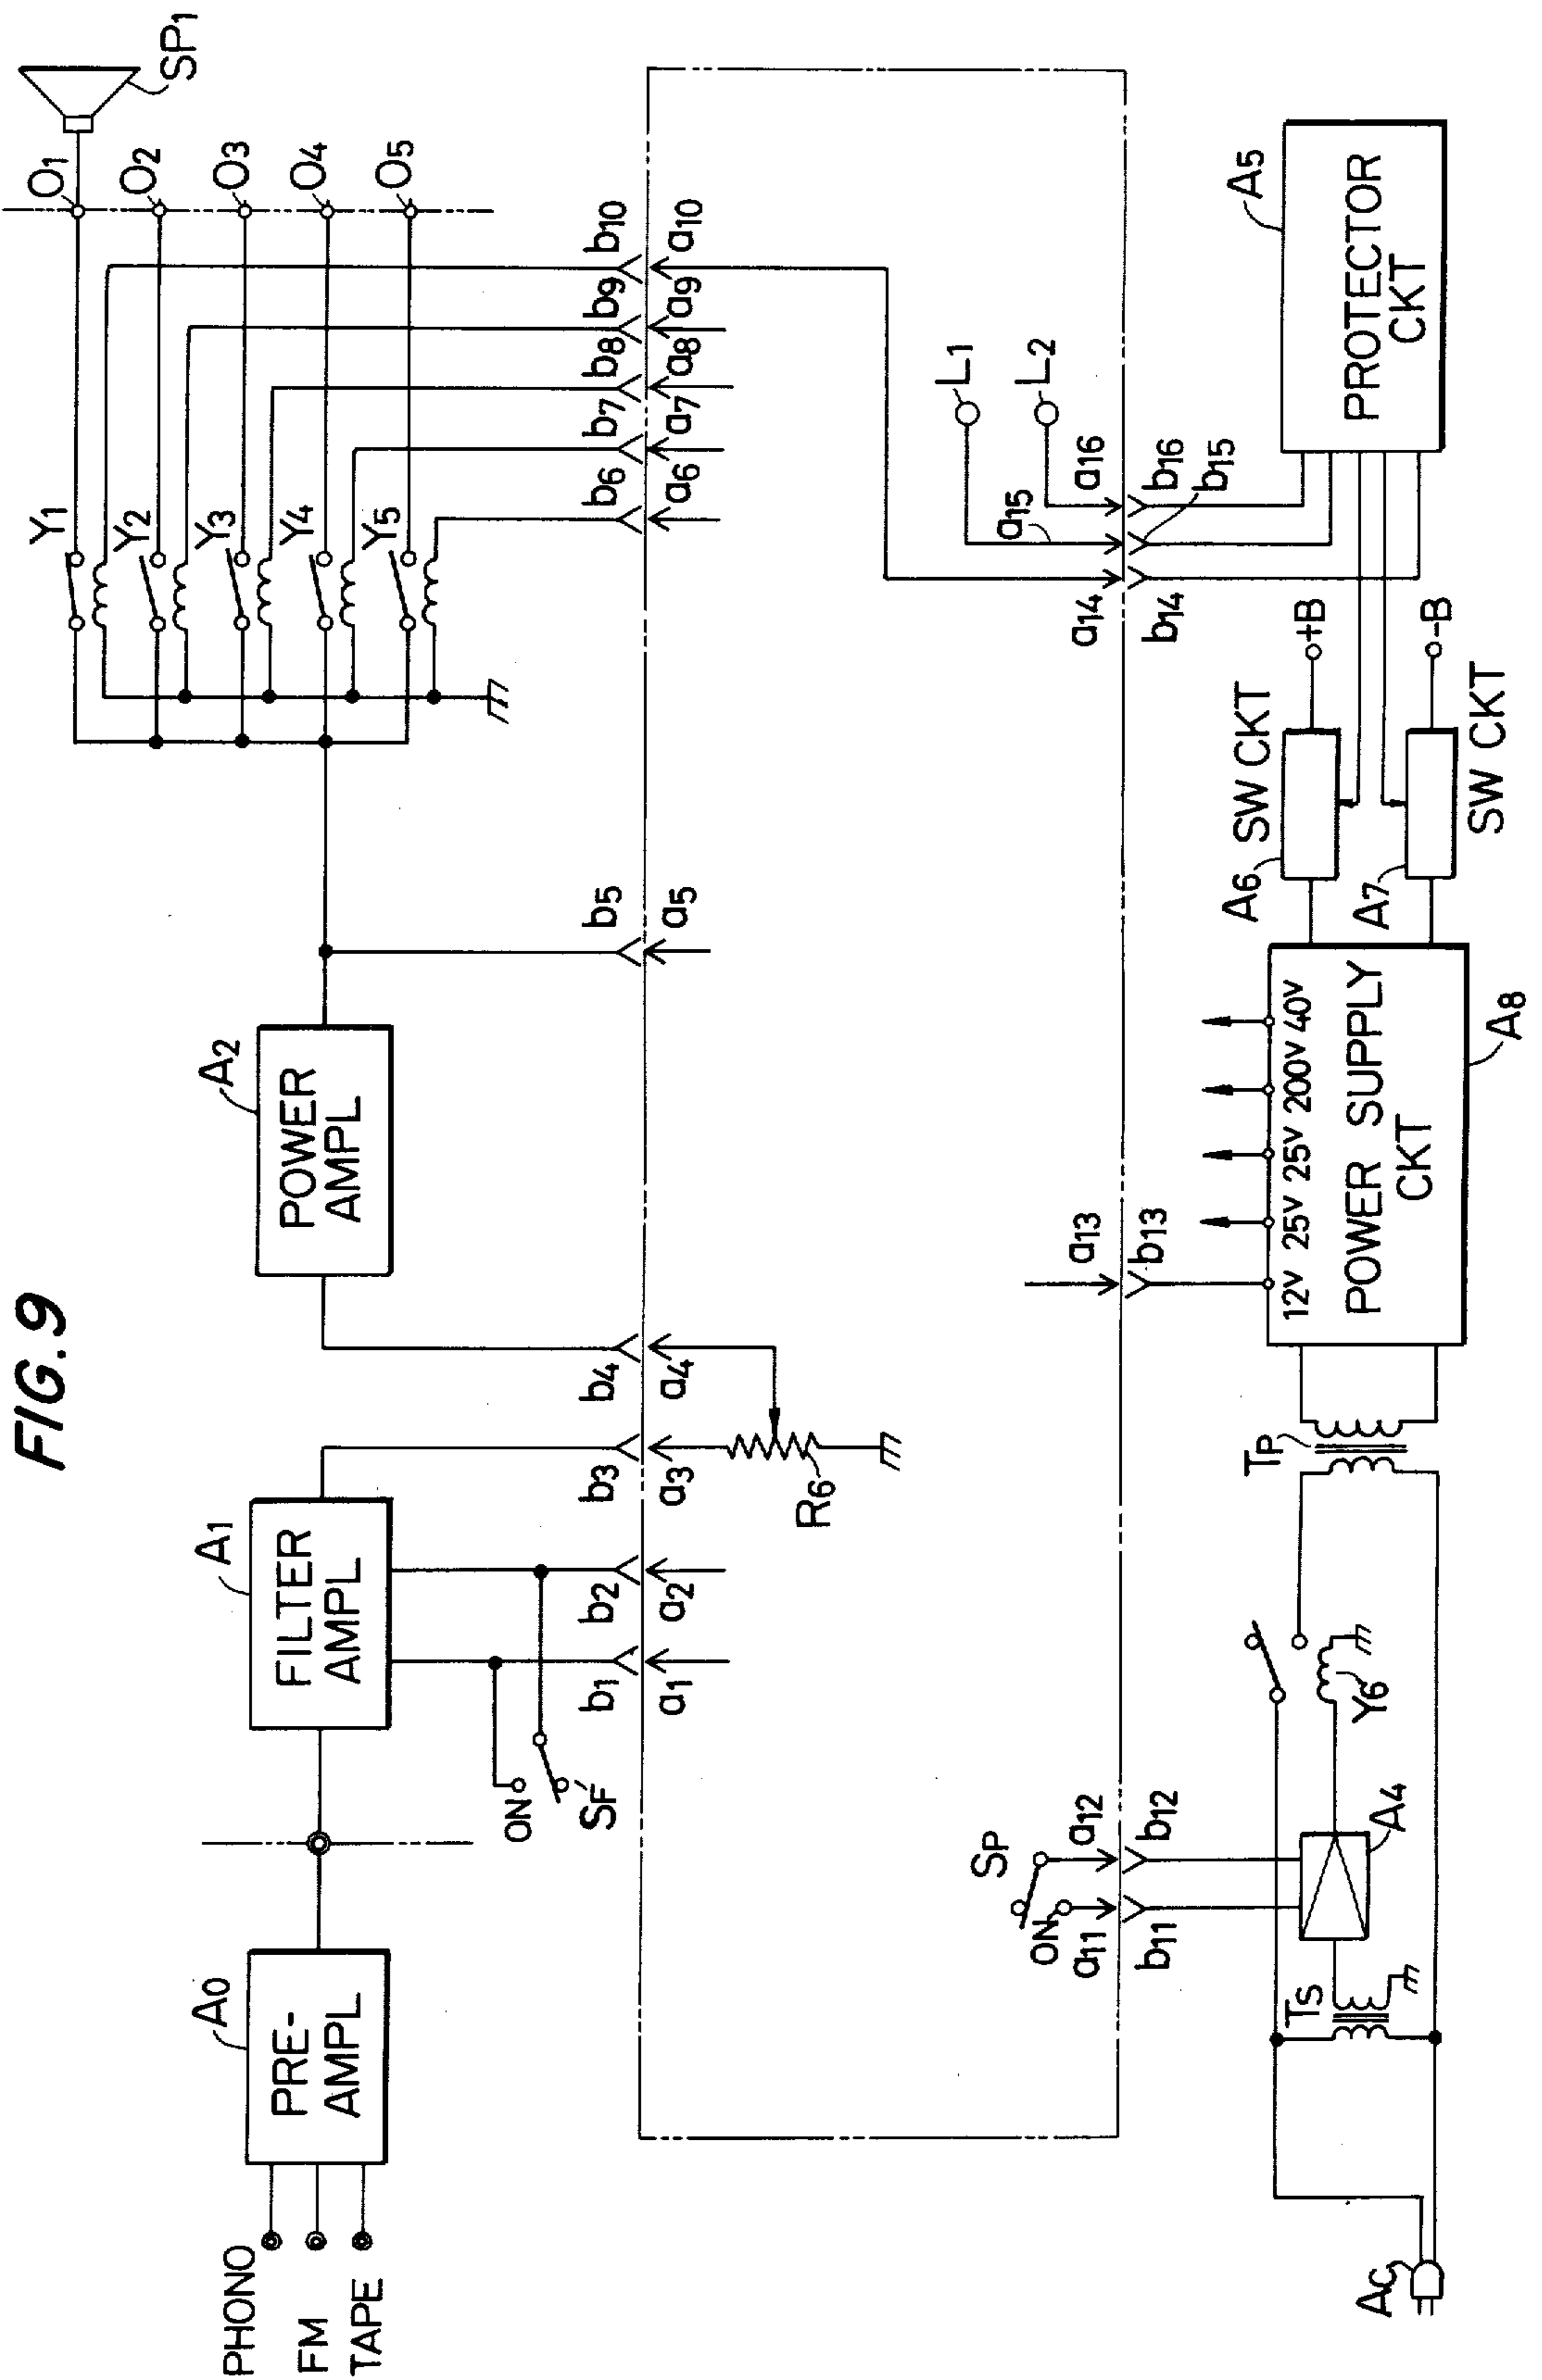 FIG. 9
PHONO
FM
TAPE
A0
PRE-
AMPL
A1
FILTER
AMPL
A2
POWER
AMPL
ON
SF
b1
b2
b3
b4
b5
a1
a2
a3
a4
a5
R6
Y1
Y2
Y3
Y4
Y5
O1
O2
O3
O4
O5
SP1
b6
b7
b8
b9
b10
a6
a7
a8
a9
a10
SP
ON
a11
a12
b11
b12
a13
b13
a14
a15
a16
b14
b15
b16
L1
L2
AC
TS
A4
Y6
TP
12V
25V
25V
200V
40V
POWER SUPPLY
CKT
A8
A6
SW CKT
+B
A7
SW CKT
-B
A5
PROTECTOR
CKT